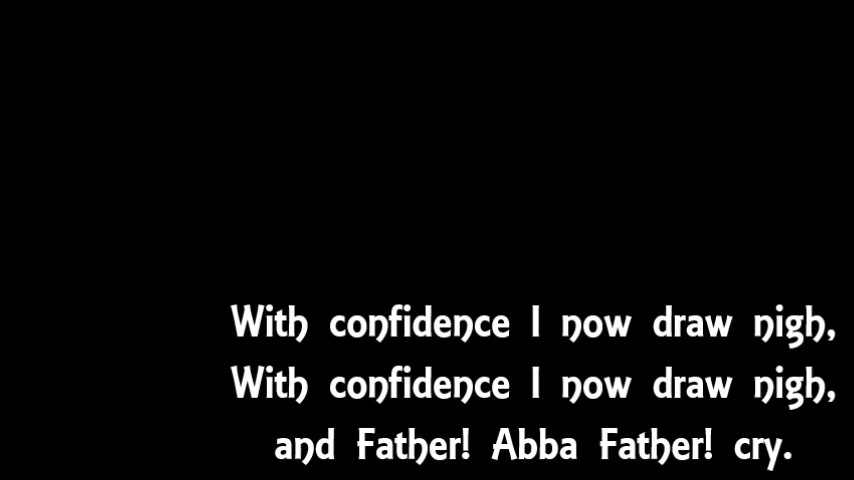 With confidence I now draw nigh,
With confidence I now draw nigh,
and Father! Abba Father! cry.